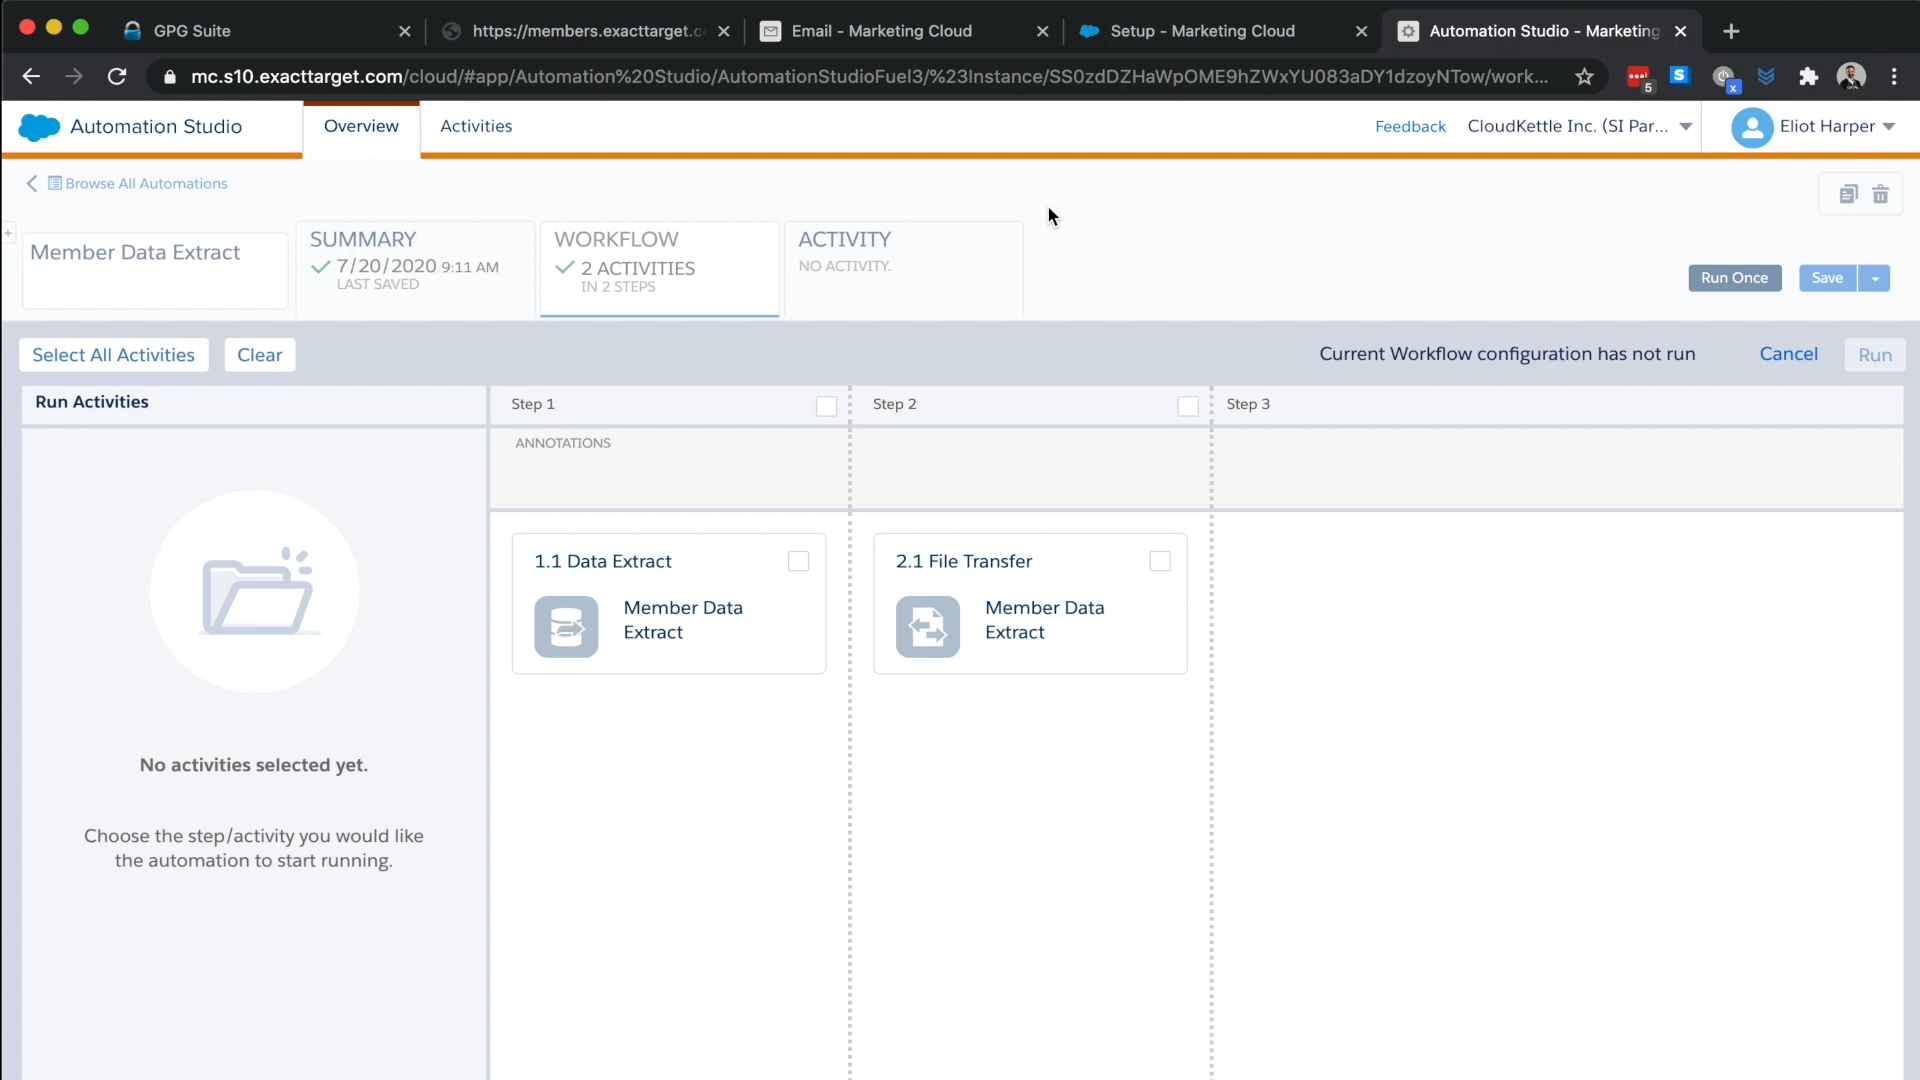 GPG Suite
https://members.exacttarget.c
Email - Marketing Cloud
Setup - Marketing Cloud
Automation Studio - Marketing
mc.s10.exacttarget.com/cloud/#app/Automation%20Studio/AutomationStudioFuel3/%23Instance/SS0zdDZHaWpOME9hZWxYU083aDY1dzoyNTow/work...
5
S
x
Automation Studio
Overview
Activities
Feedback
CloudKettle Inc. (SI Par...
Eliot Harper
Browse All Automations
Member Data Extract
SUMMARY
7/20/2020 9:11 AM
LAST SAVED
WORKFLOW
2 ACTIVITIES
IN 2 STEPS
ACTIVITY
NO ACTIVITY.
Run Once
Save
Select All Activities
Clear
Current Workflow configuration has not run
Cancel
Run
Run Activities
Step 1
Step 2
Step 3
ANNOTATIONS
1.1 Data Extract
Member Data
Extract
2.1 File Transfer
Member Data
Extract
No activities selected yet.
Choose the step/activity you would like
the automation to start running.